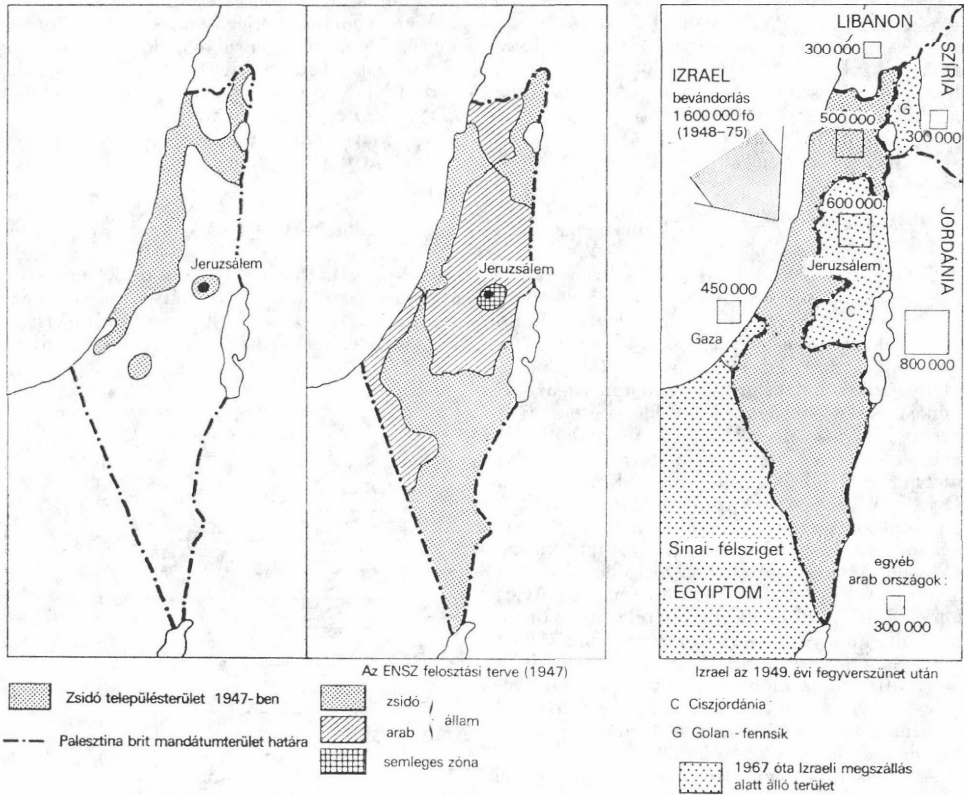 Jeruzsálem
Zsidó településterület 1947-ben
Palesztina brit mandátumterület határa
Jeruzsálem
Az ENSZ felosztási terve (1947)
zsidó
arab
állam
semleges zóna
LIBANON
300 000
SZÍRIA
IZRAEL
bevándorlás
1 600 000 fő
(1948–75)
G
500 000
300 000
600 000
JORDÁNIA
Jeruzsálem
450 000
C
Gaza
800 000
Sinai-félsziget
EGYIPTOM
egyéb
arab országok:
300 000
Izrael az 1949. évi fegyverszünet után
C Ciszjordánia
G Golan-fennsík
1967 óta Izraeli megszállás
alatt álló terület